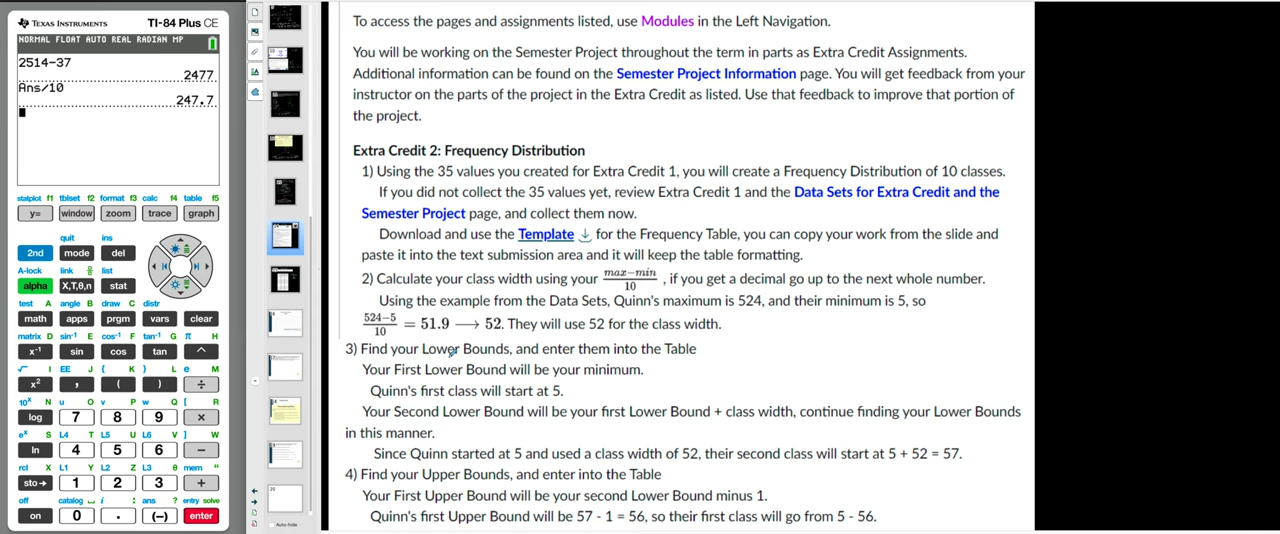 TEXAS INSTRUMENTS TI-84 Plus CE
NORMAL FLOAT AUTO REAL RADIAN MP
2514-37
2477
Ans/10
247.7
statplot f1 tblset f2 format f3 calc f4 table f5
y= window zoom trace graph
quit ins
2nd mode del
A-lock link list
alpha X,T,θ,n stat
test A angle B draw C distr
math apps prgm vars clear
matrix D sin⁻¹ E cos⁻¹ F tan⁻¹ G π H
x⁻¹ sin cos tan ^
√ I EE J { K } L e M
x² , ( ) ÷
10ˣ N u O v P w Q [ R
log 7 8 9 ×
eˣ S L4 T L5 U L6 V ] W
ln 4 5 6 −
rcl X L1 Y L2 Z L3 θ mem "
sto→ 1 2 3 +
off catalog i : ans ? entry solve
on 0 . (−) enter
Auto-hide
To access the pages and assignments listed, use Modules in the Left Navigation.
You will be working on the Semester Project throughout the term in parts as Extra Credit Assignments.
Additional information can be found on the Semester Project Information page. You will get feedback from your
instructor on the parts of the project in the Extra Credit as listed. Use that feedback to improve that portion of
the project.
Extra Credit 2: Frequency Distribution
1) Using the 35 values you created for Extra Credit 1, you will create a Frequency Distribution of 10 classes.
If you did not collect the 35 values yet, review Extra Credit 1 and the Data Sets for Extra Credit and the
Semester Project page, and collect them now.
Download and use the Template for the Frequency Table, you can copy your work from the slide and
paste it into the text submission area and it will keep the table formatting.
2) Calculate your class width using your max−min/10 , if you get a decimal go up to the next whole number.
Using the example from the Data Sets, Quinn's maximum is 524, and their minimum is 5, so
524−5/10 = 51.9 → 52. They will use 52 for the class width.
3) Find your Lower Bounds, and enter them into the Table
Your First Lower Bound will be your minimum.
Quinn's first class will start at 5.
Your Second Lower Bound will be your first Lower Bound + class width, continue finding your Lower Bounds
in this manner.
Since Quinn started at 5 and used a class width of 52, their second class will start at 5 + 52 = 57.
4) Find your Upper Bounds, and enter into the Table
Your First Upper Bound will be your second Lower Bound minus 1.
Quinn's first Upper Bound will be 57 - 1 = 56, so their first class will go from 5 - 56.